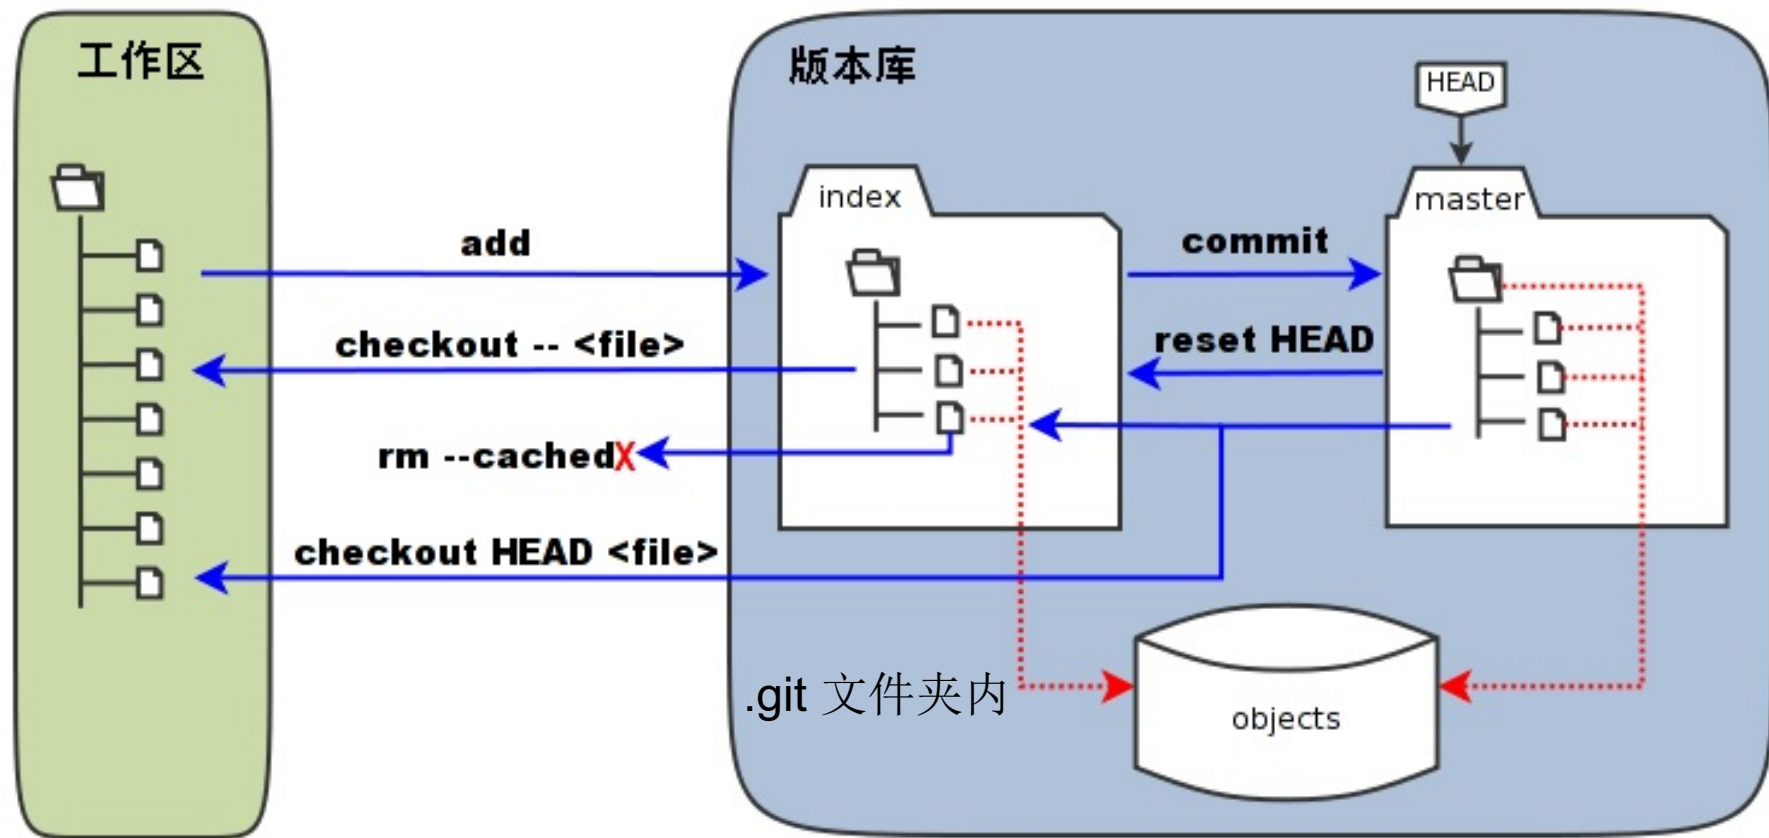 工作区
版本库
HEAD
index
master
add
commit
checkout -- <file>
reset HEAD
rm --cachedX
checkout HEAD <file>
.git 文件夹内
objects